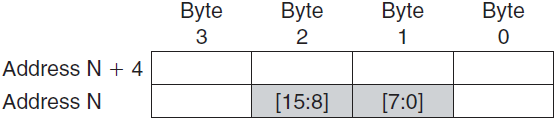 Byte Byte Byte Byte
3 2 1 0
Address N + 4
Address N [15:8] [7:0]